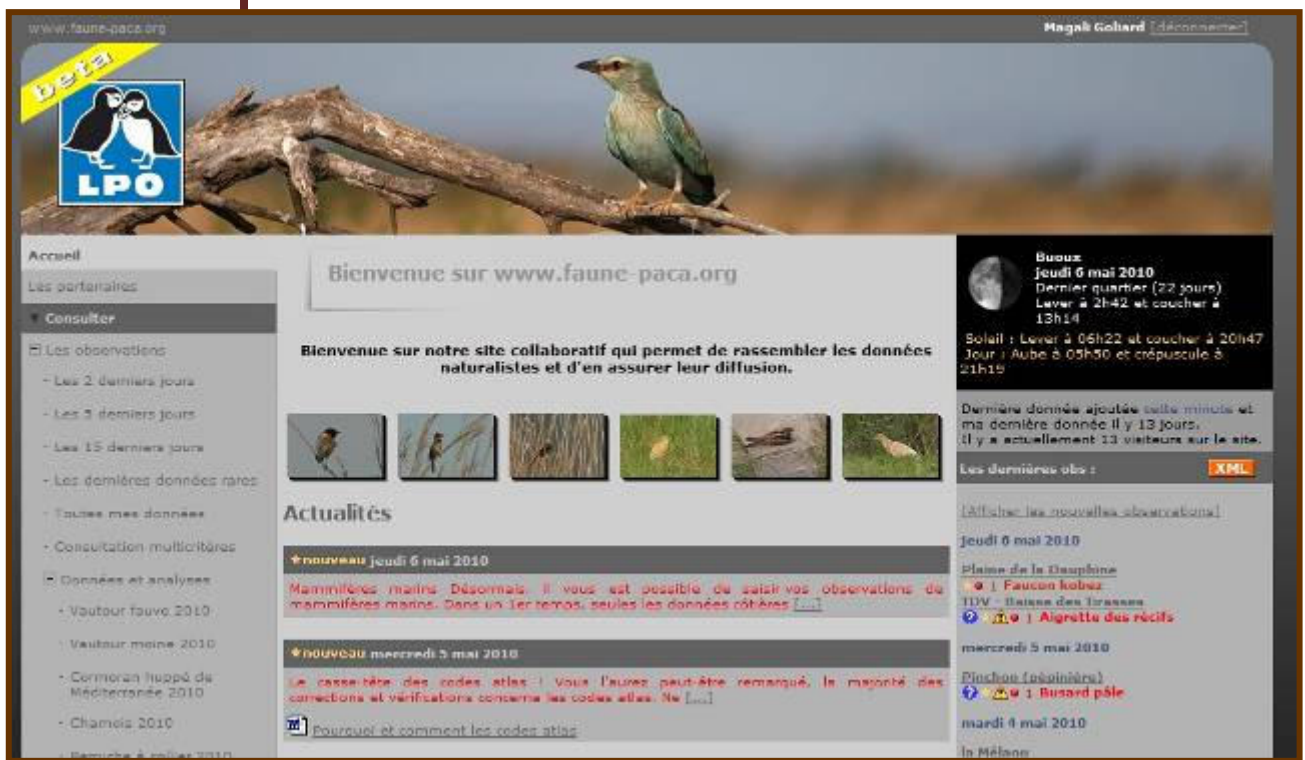 www.faune-paca.org
Magali Goliard [déconnecter]
beta
LPO
Accueil
Les partenaires
Consulter
Les observations
- Les 2 derniers jours
- Les 5 derniers jours
- Les 15 derniers jours
- Les dernières données rares
- Toutes mes données
- Consultation multicritères
Données et analyses
- Vautour fauve 2010
- Vautour moine 2010
- Cormoran huppé de
Méditerranée 2010
- Chamois 2010
- Perruche à collier 2010
Bienvenue sur www.faune-paca.org
Bienvenue sur notre site collaboratif qui permet de rassembler les données
naturalistes et d'en assurer leur diffusion.
Actualités
nouveau jeudi 6 mai 2010
Mammifères marins Désormais, il vous est possible de saisir vos observations de
mammifères marins. Dans un 1er temps, seules les données côtières [...]
nouveau mercredi 5 mai 2010
Le casse-tête des codes atlas ! Vous l'aurez peut-être remarqué, la majorité des
corrections et vérifications concerne les codes atlas. Ne [...]
Pourquoi et comment les codes atlas
Buoux
jeudi 6 mai 2010
Dernier quartier (22 jours)
Lever à 2h42 et coucher à
13h14
Soleil : Lever à 06h22 et coucher à 20h47
Jour : Aube à 05h50 et crépuscule à
21h19
Dernière donnée ajoutée cette minute et
ma dernière donnée il y 13 jours.
Il y a actuellement 13 visiteurs sur le site.
Les dernières obs :
XML
[Afficher les nouvelles observations]
jeudi 6 mai 2010
Plaine de la Dauphine
1 Faucon kobez
TDV - Baisse des
1 Aigrette des récifs
mercredi 5 mai 2010
Pinchon (pépinière)
1 Busard pâle
mardi 4 mai 2010